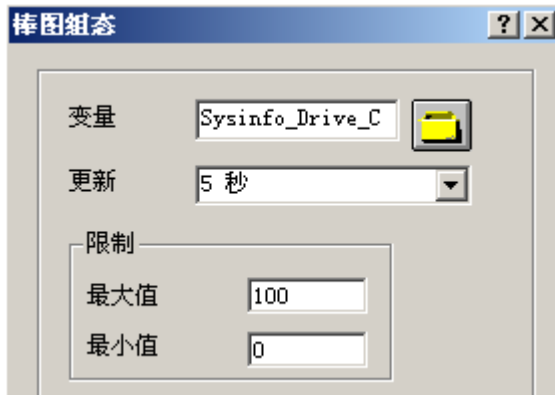 棒图组态
变量 Sysinfo_Drive_C
更新 5 秒
限制
最大值 100
最小值 0